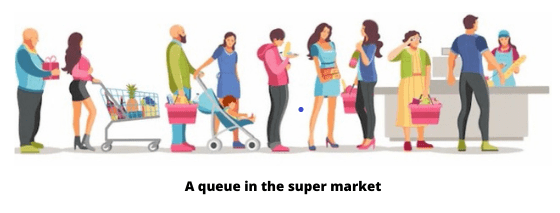 A queue in the super market